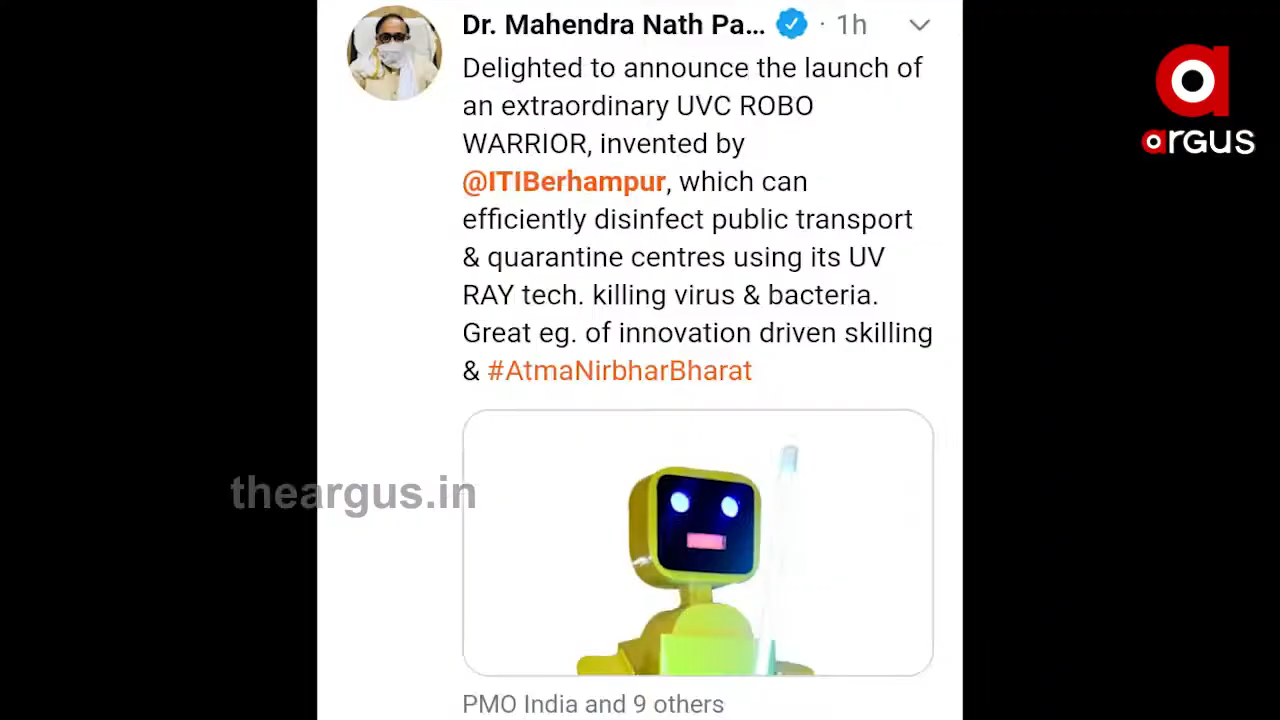 Dr. Mahendra Nath Pa... · 1h
Delighted to announce the launch of
an extraordinary UVC ROBO
WARRIOR, invented by
@ITIBerhampur, which can
efficiently disinfect public transport
& quarantine centres using its UV
RAY tech. killing virus & bacteria.
Great eg. of innovation driven skilling
& #AtmaNirbharBharat
PMO India and 9 others
a
argus
theargus.in